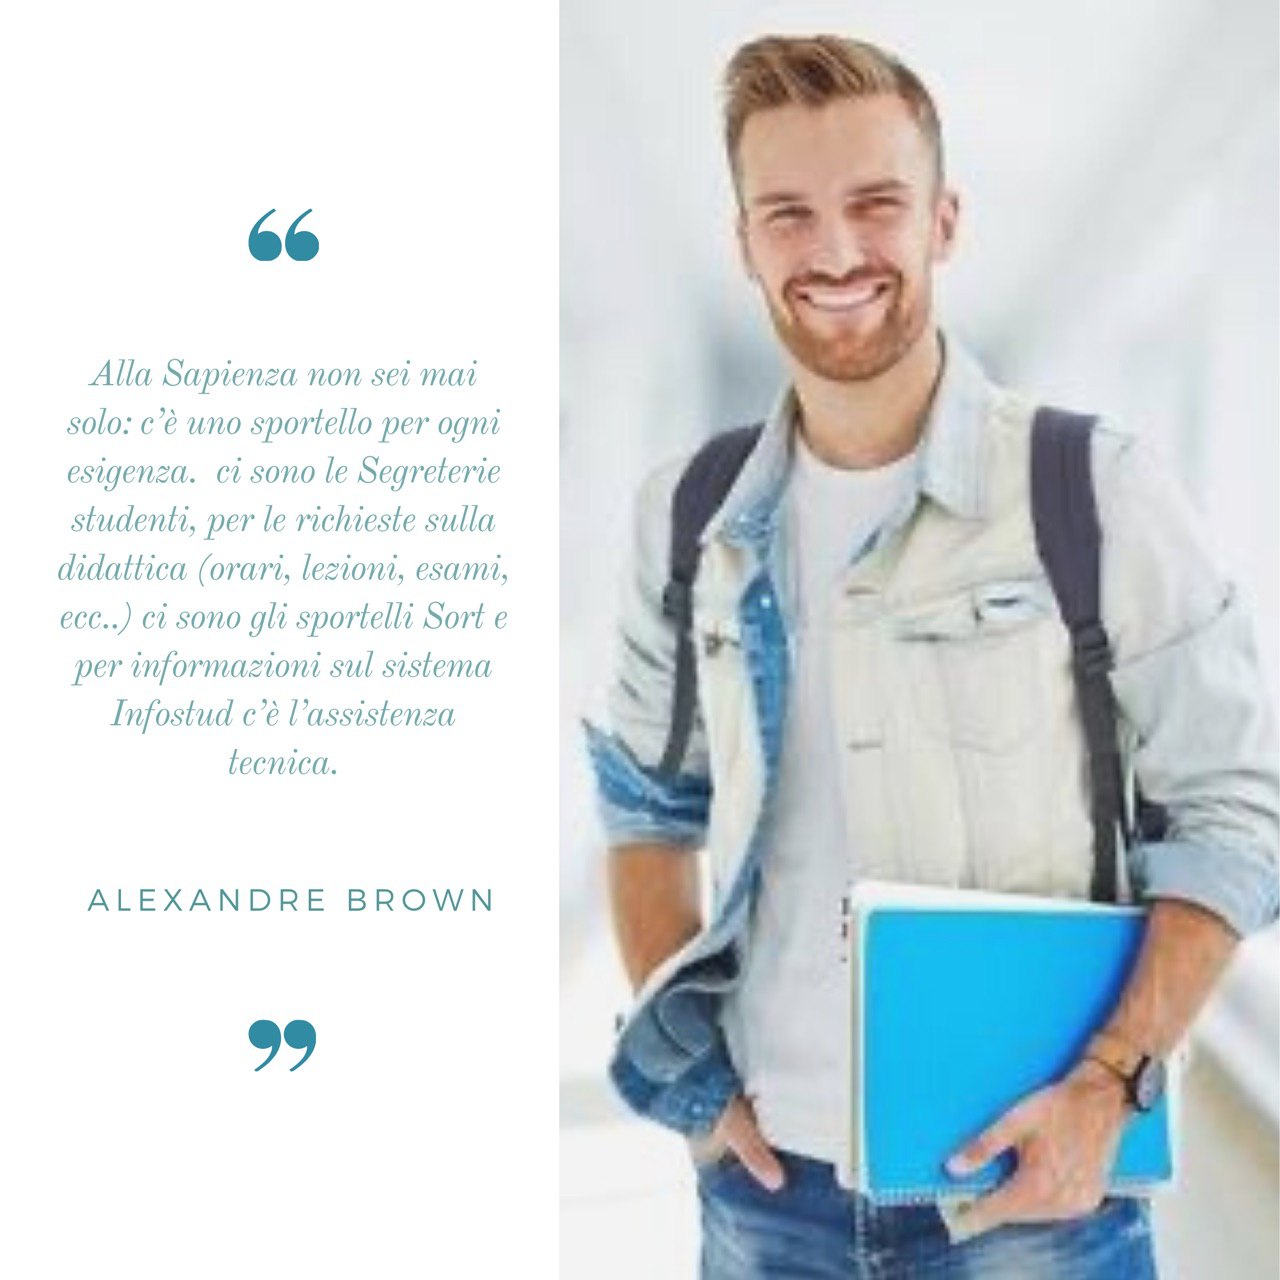 “
Alla Sapienza non sei mai
solo: c’è uno sportello per ogni
esigenza.  ci sono le Segreterie
studenti, per le richieste sulla
didattica (orari, lezioni, esami,
ecc..) ci sono gli sportelli Sort e
per informazioni sul sistema
Infostud c’è l’assistenza
tecnica.
ALEXANDRE BROWN
”